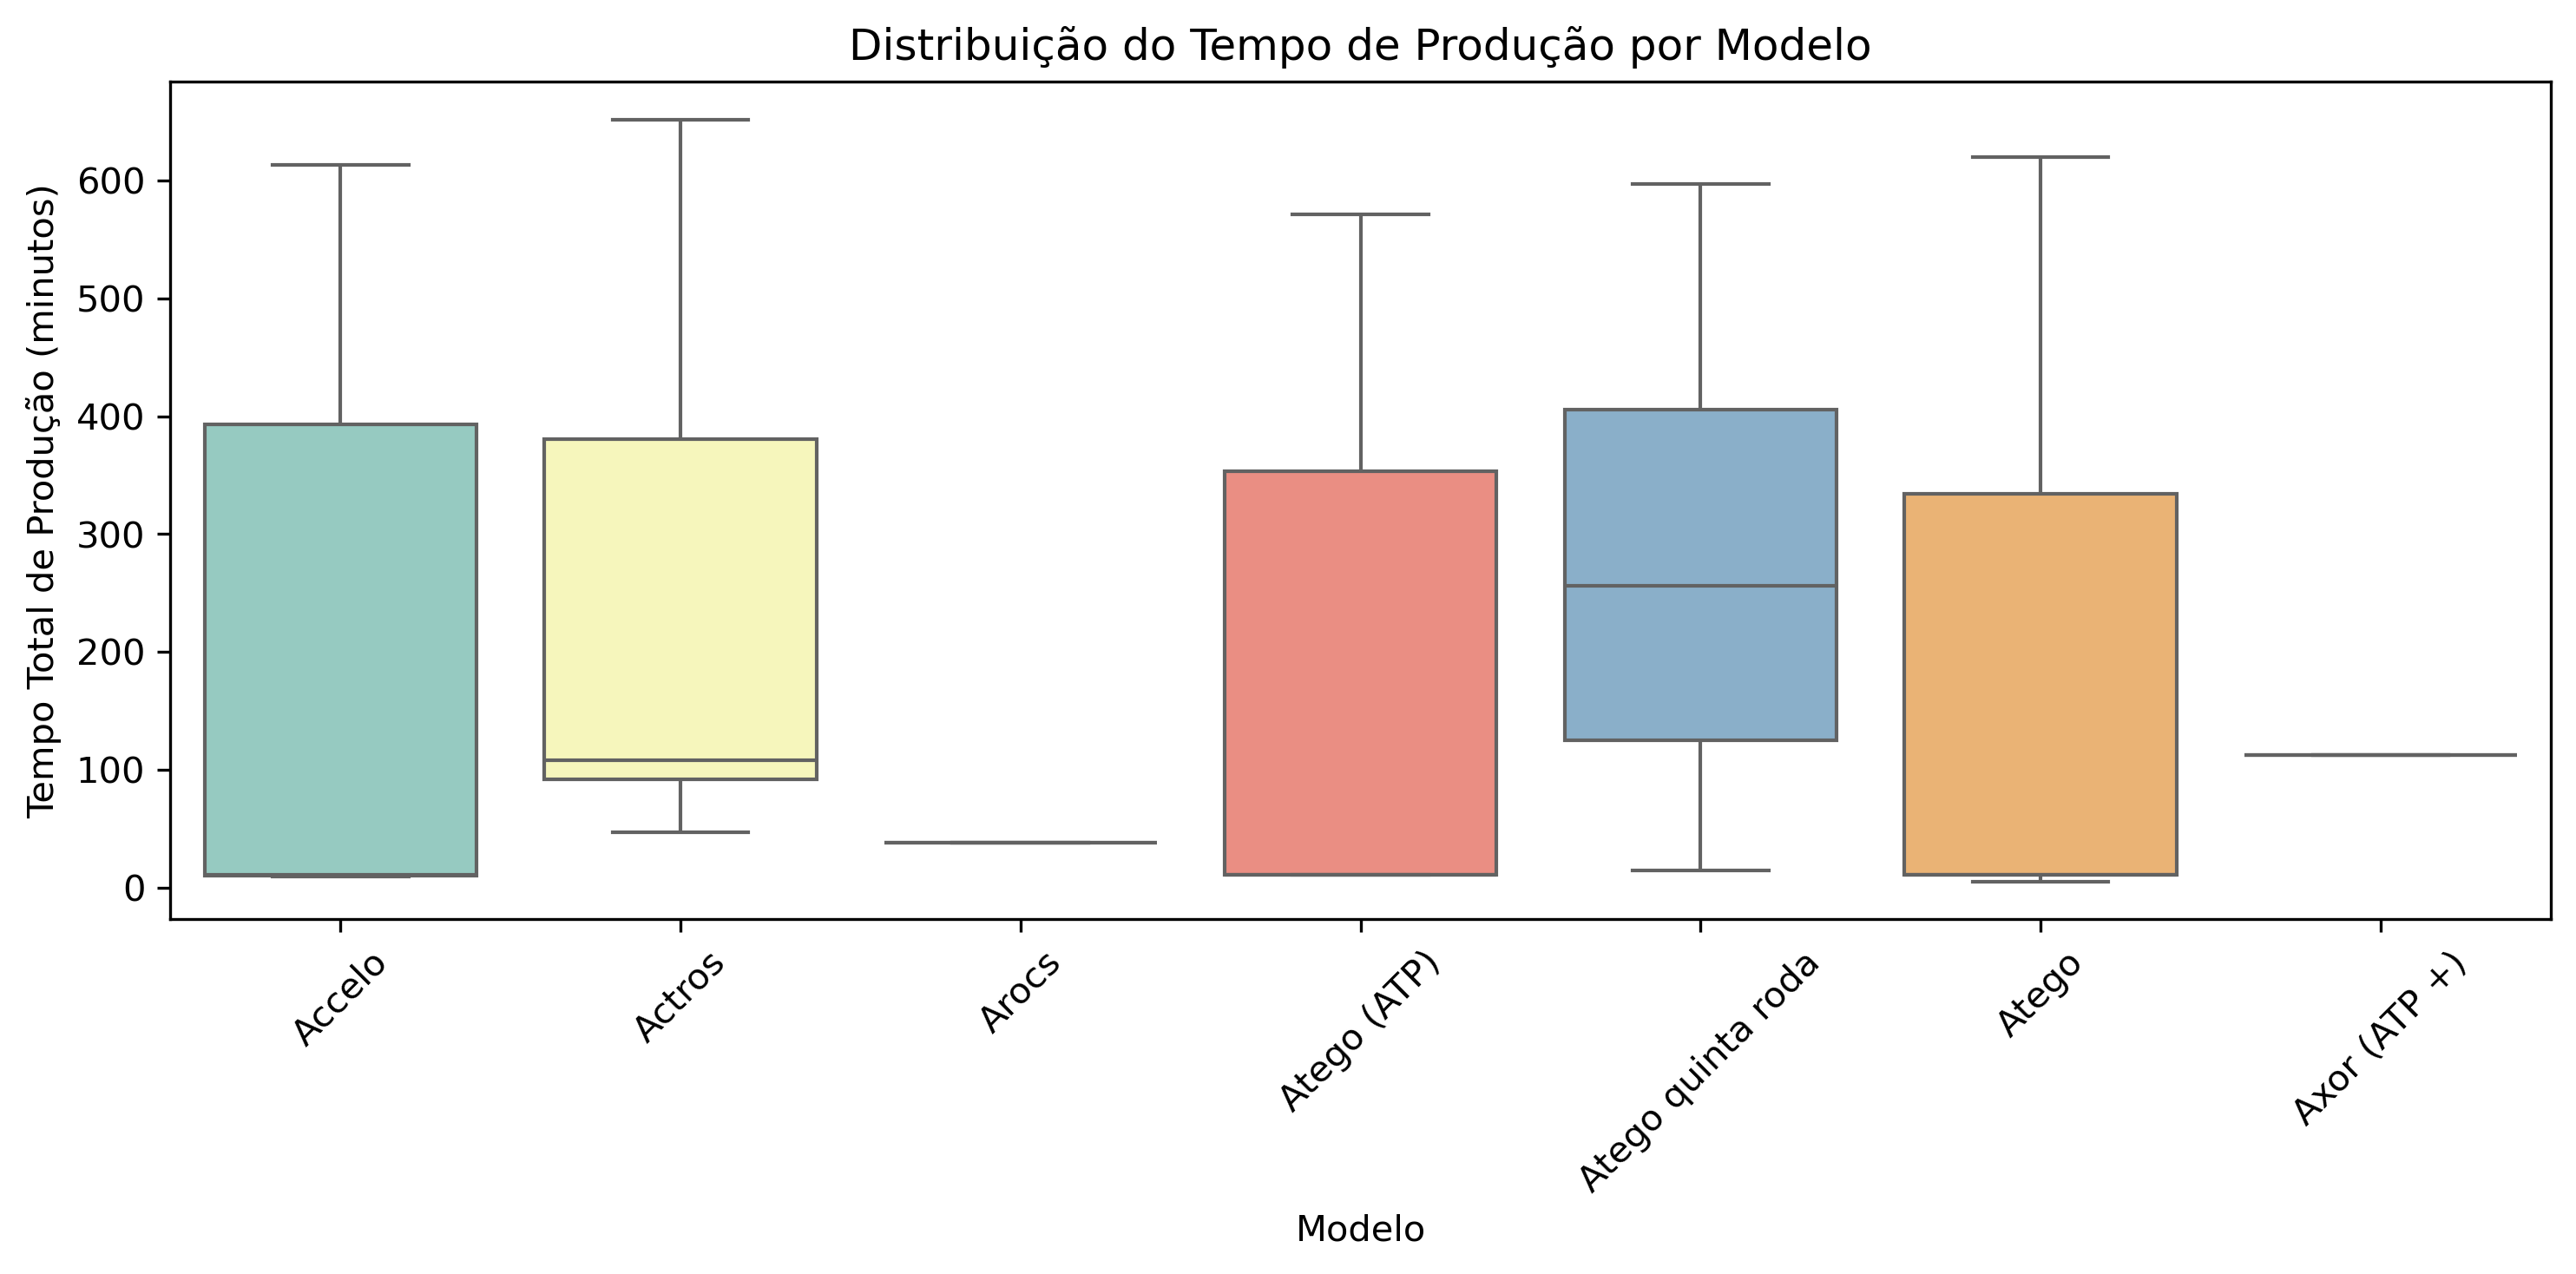 Distribuição do Tempo de Produção por Modelo
Tempo Total de Produção (minutos)
600
500
400
300
200
100
0
Accelo
Actros
Arocs
Atego (ATP)
Atego quinta roda
Atego
Axor (ATP +)
Modelo